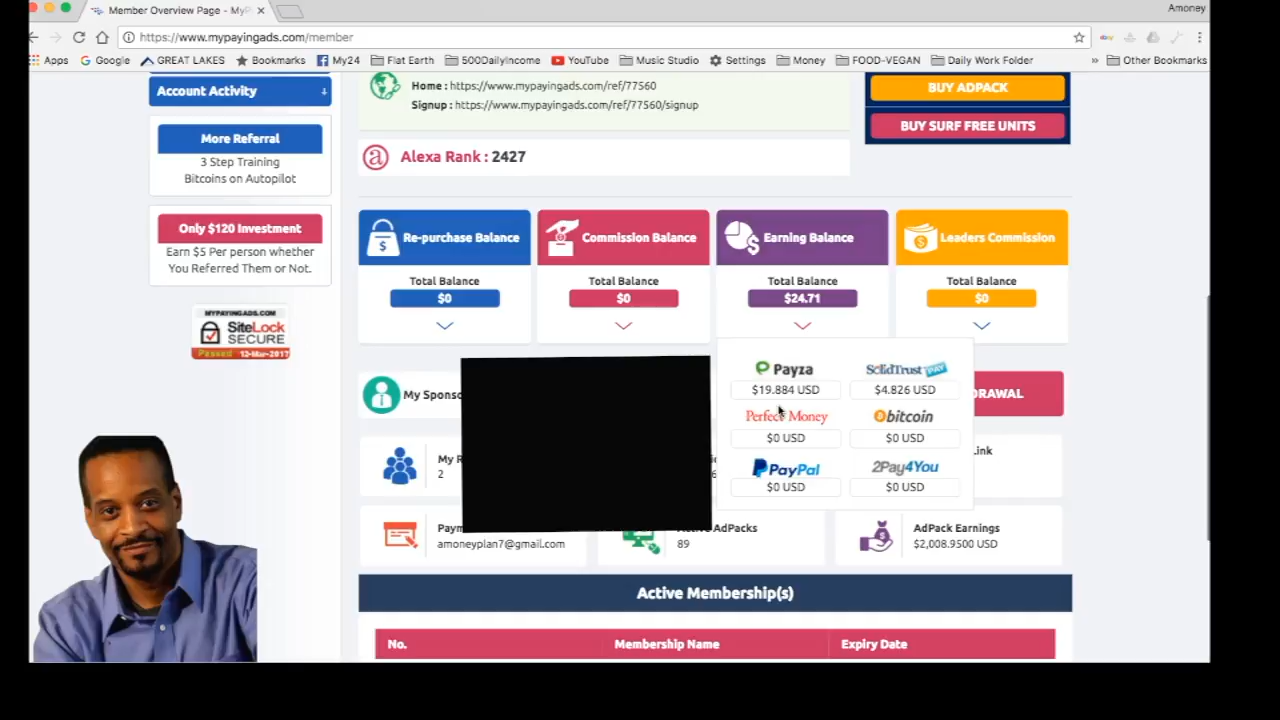 Member Overview Page - MyP
Amoney
https://www.mypayingads.com/member
Apps Google GREAT LAKES Bookmarks My24 Flat Earth 500DailyIncome YouTube Music Studio Settings Money FOOD-VEGAN Daily Work Folder » Other Bookmarks
Account Activity
Home : https://www.mypayingads.com/ref/77560
Signup : https://www.mypayingads.com/ref/77560/signup
BUY ADPACK
BUY SURF FREE UNITS
More Referral
3 Step Training
Bitcoins on Autopilot
Alexa Rank : 2427
Only $120 Investment
Earn $5 Per person whether
You Referred Them or Not.
Re-purchase Balance
Total Balance
$0
Commission Balance
Total Balance
$0
Earning Balance
Total Balance
$24.71
Leaders Commission
Total Balance
$0
MYPAYINGADS.COM
SiteLock
SECURE
Passed 12-Mar-2017
Payza
$19.884 USD
SolidTrust PAY
$4.826 USD
Perfect Money
$0 USD
bitcoin
$0 USD
PayPal
$0 USD
2Pay4You
$0 USD
My Sponso
DRAWAL
My R
2
ink
Paym
amoneyplan7@gmail.com
Active AdPacks
89
AdPack Earnings
$2,008.9500 USD
Active Membership(s)
No. Membership Name Expiry Date